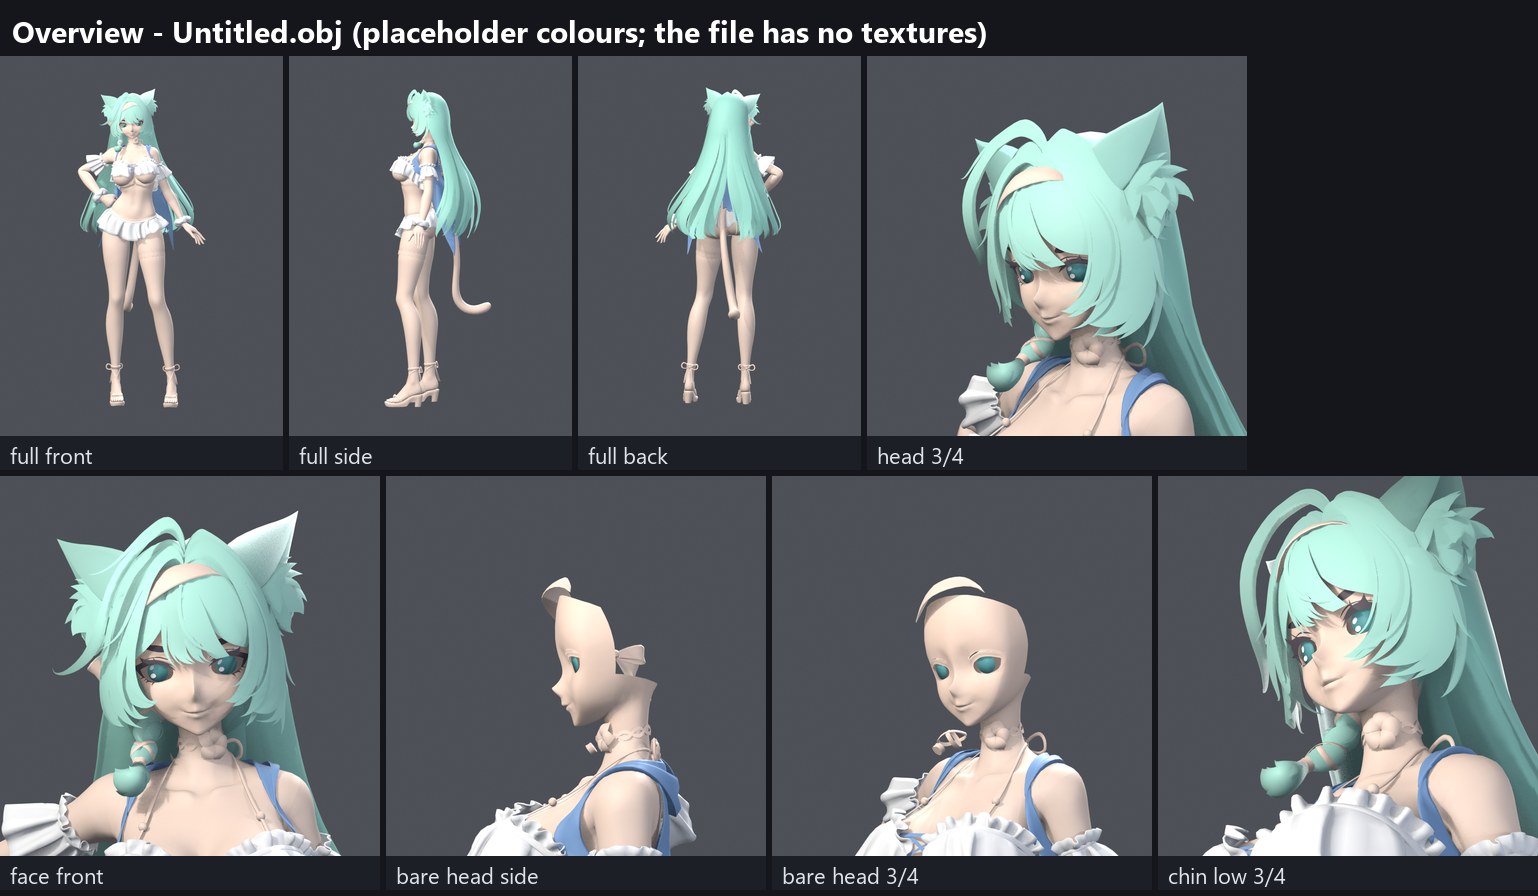 Overview - Untitled.obj (placeholder colours; the file has no textures)
full front
full side
full back
head 3/4
face front
bare head side
bare head 3/4
chin low 3/4